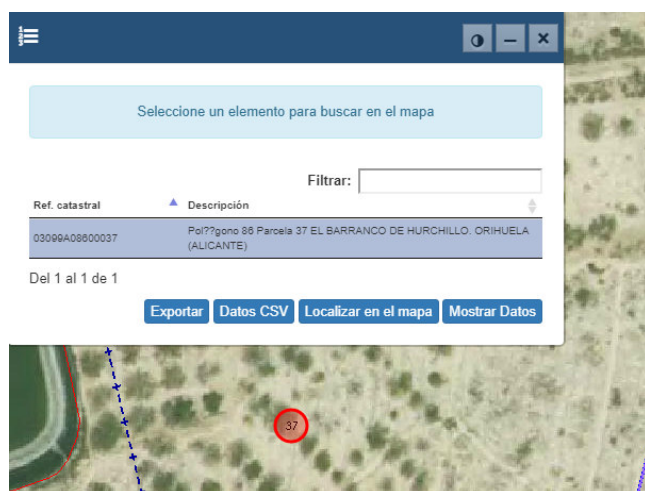 Seleccione un elemento para buscar en el mapa
Filtrar:
Ref. catastral Descripción
03099A08600037 Pol??gono 86 Parcela 37 EL BARRANCO DE HURCHILLO. ORIHUELA
(ALICANTE)
Del 1 al 1 de 1
Exportar Datos CSV Localizar en el mapa Mostrar Datos
37